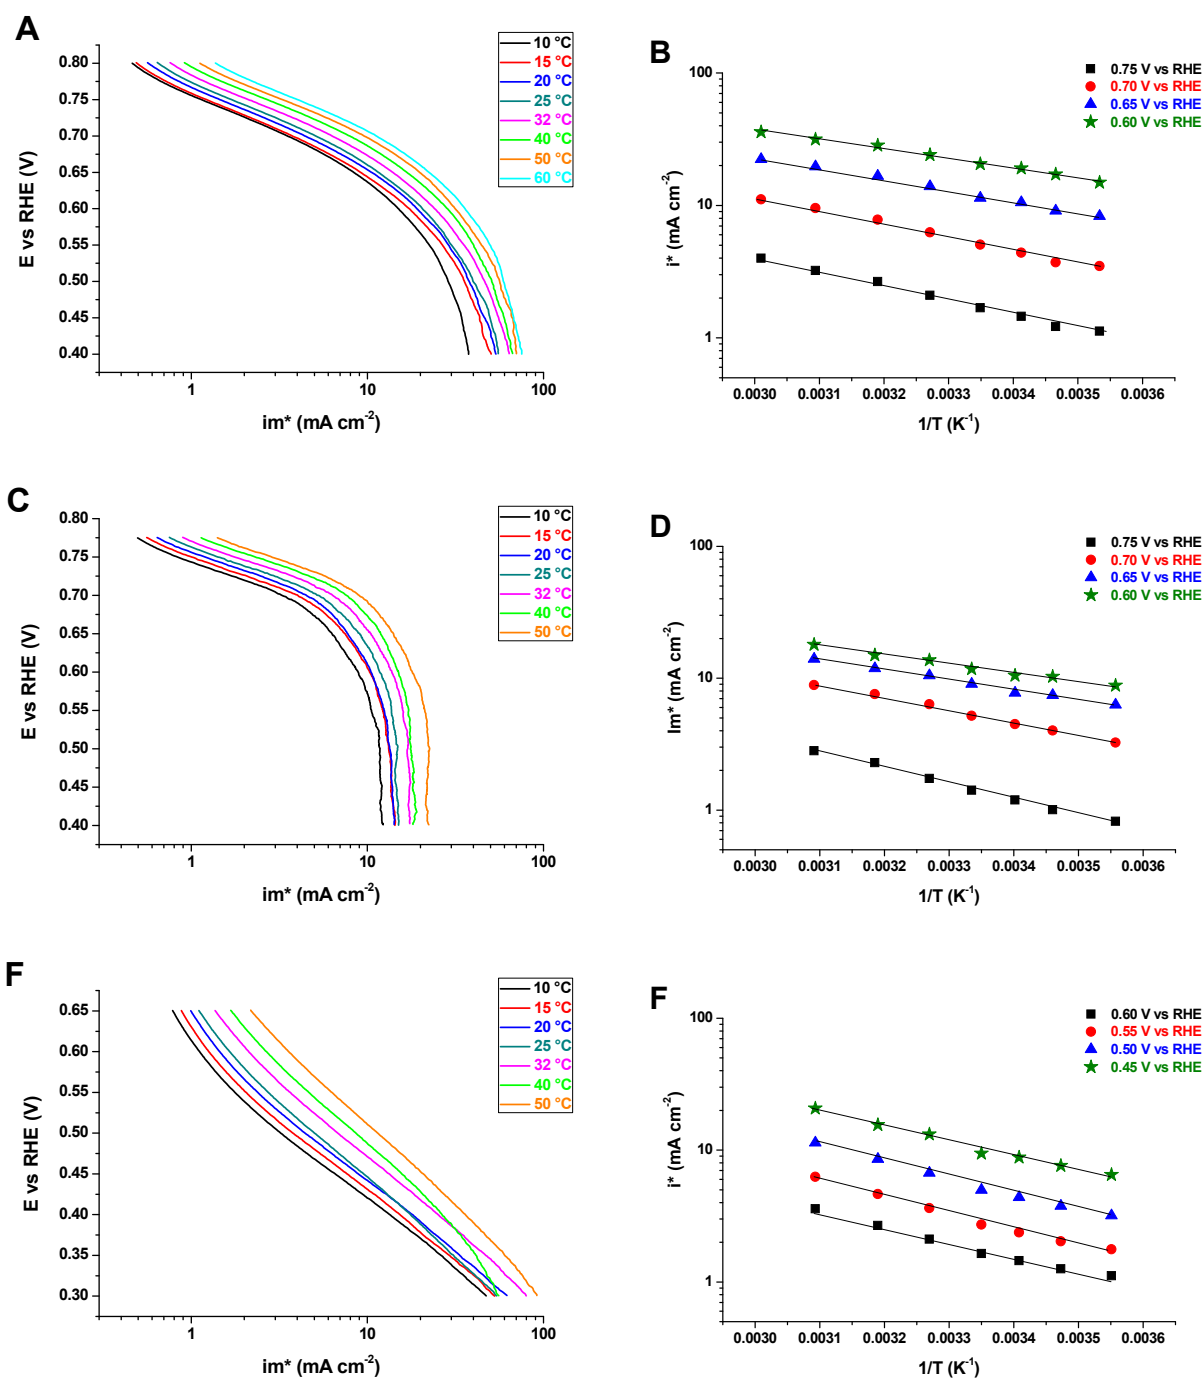 A
10 °C
15 °C
20 °C
25 °C
32 °C
40 °C
50 °C
60 °C
0.80
0.75
0.70
0.65
0.60
0.55
0.50
0.45
0.40
E vs RHE (V)
1
10
100
im* (mA cm-2)
B
0.75 V vs RHE
0.70 V vs RHE
0.65 V vs RHE
0.60 V vs RHE
100
10
1
i* (mA cm-2)
0.0030
0.0031
0.0032
0.0033
0.0034
0.0035
0.0036
1/T (K-1)
C
10 °C
15 °C
20 °C
25 °C
32 °C
40 °C
50 °C
0.80
0.75
0.70
0.65
0.60
0.55
0.50
0.45
0.40
E vs RHE (V)
1
10
100
im* (mA cm-2)
D
0.75 V vs RHE
0.70 V vs RHE
0.65 V vs RHE
0.60 V vs RHE
100
10
1
Im* (mA cm-2)
0.0030
0.0031
0.0032
0.0033
0.0034
0.0035
0.0036
1/T (K-1)
F
10 °C
15 °C
20 °C
25 °C
32 °C
40 °C
50 °C
0.65
0.60
0.55
0.50
0.45
0.40
0.35
0.30
E vs RHE (V)
1
10
100
im* (mA cm-2)
F
0.60 V vs RHE
0.55 V vs RHE
0.50 V vs RHE
0.45 V vs RHE
100
10
1
i* (mA cm-2)
0.0030
0.0031
0.0032
0.0033
0.0034
0.0035
0.0036
1/T (K-1)